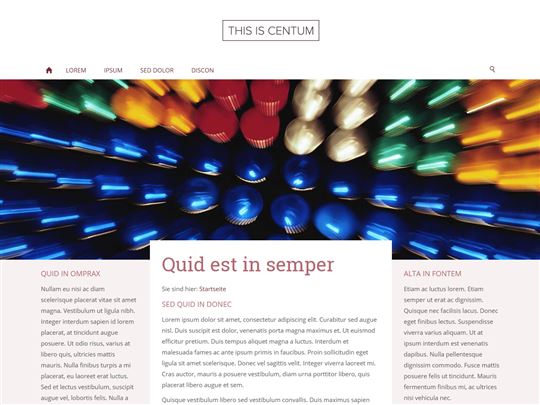 THIS IS CENTUM
LOREM IPSUM SED DOLOR DISCON
QUID IN OMPRAX
Nullam eu nisi ac diam
scelerisque placerat vitae sit amet
magna. Vestibulum ut ligula nibh.
Integer interdum sapien id lorem
placerat, at tincidunt augue
posuere. Ut odio risus, varius at
libero quis, ultricies mattis
mauris. Nulla finibus turpis a mi
placerat, eu laoreet erat luctus.
Sed et lectus vestibulum, suscipit
augue vel, lobortis felis. Nulla a
Quid est in semper
Sie sind hier: Startseite
SED QUID IN DONEC
Lorem ipsum dolor sit amet, consectetur adipiscing elit. Curabitur sed augue
nisl. Duis suscipit est dolor, venenatis porta magna maximus et. Ut euismod
efficitur pretium. Duis tempus aliquet magna a luctus. Interdum et
malesuada fames ac ante ipsum primis in faucibus. Proin sollicitudin eget
ligula sit amet scelerisque. Donec vel sagittis velit. Integer viverra laoreet mi.
Cras auctor, mauris a posuere vestibulum, diam urna porttitor libero, quis
placerat libero augue et sem.
Quisque vestibulum libero sed vestibulum convallis. Duis maximus sapien
ALTA IN FONTEM
Etiam ac luctus lorem. Etiam
semper ut erat ac dignissim.
Quisque nec facilisis lacus. Donec
eget finibus lectus. Suspendisse
viverra varius aliquam. Ut at
ipsum interdum est venenatis
dapibus. Nulla pellentesque
dignissim commodo. Fusce mattis
posuere felis id tincidunt. Mauris
fermentum finibus mi, at ultrices
nisi vehicula nec.